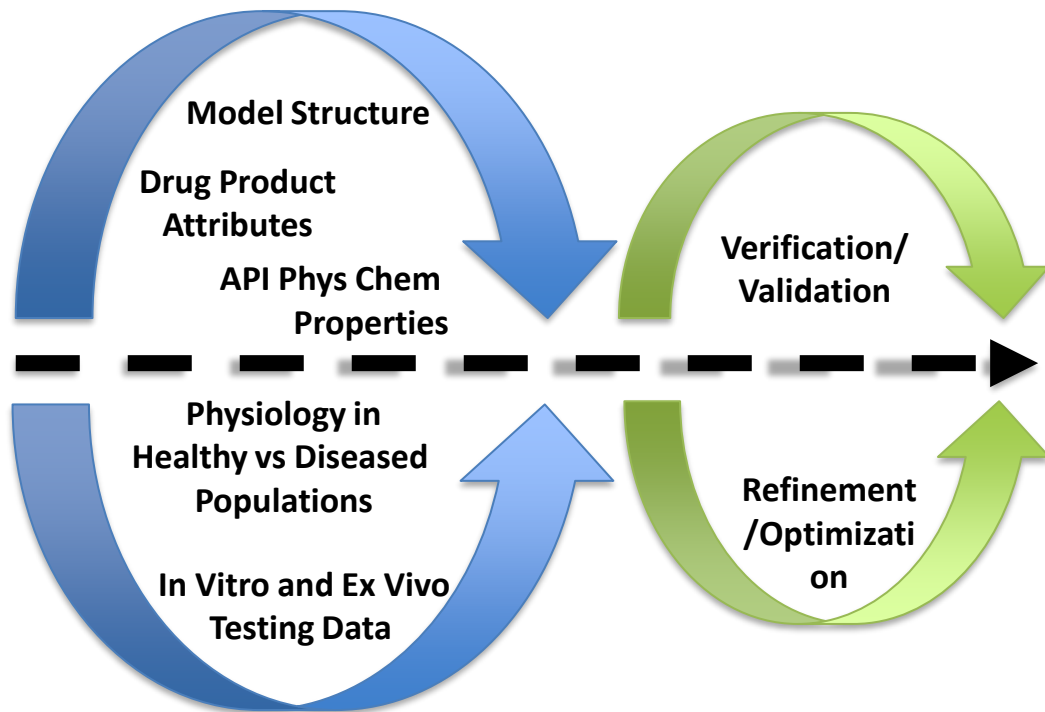 Model Structure
Drug Product
Attributes
API Phys Chem
Properties
Physiology in
Healthy vs Diseased
Populations
In Vitro and Ex Vivo
Testing Data
Verification/
Validation
Refinement
/Optimizati
on